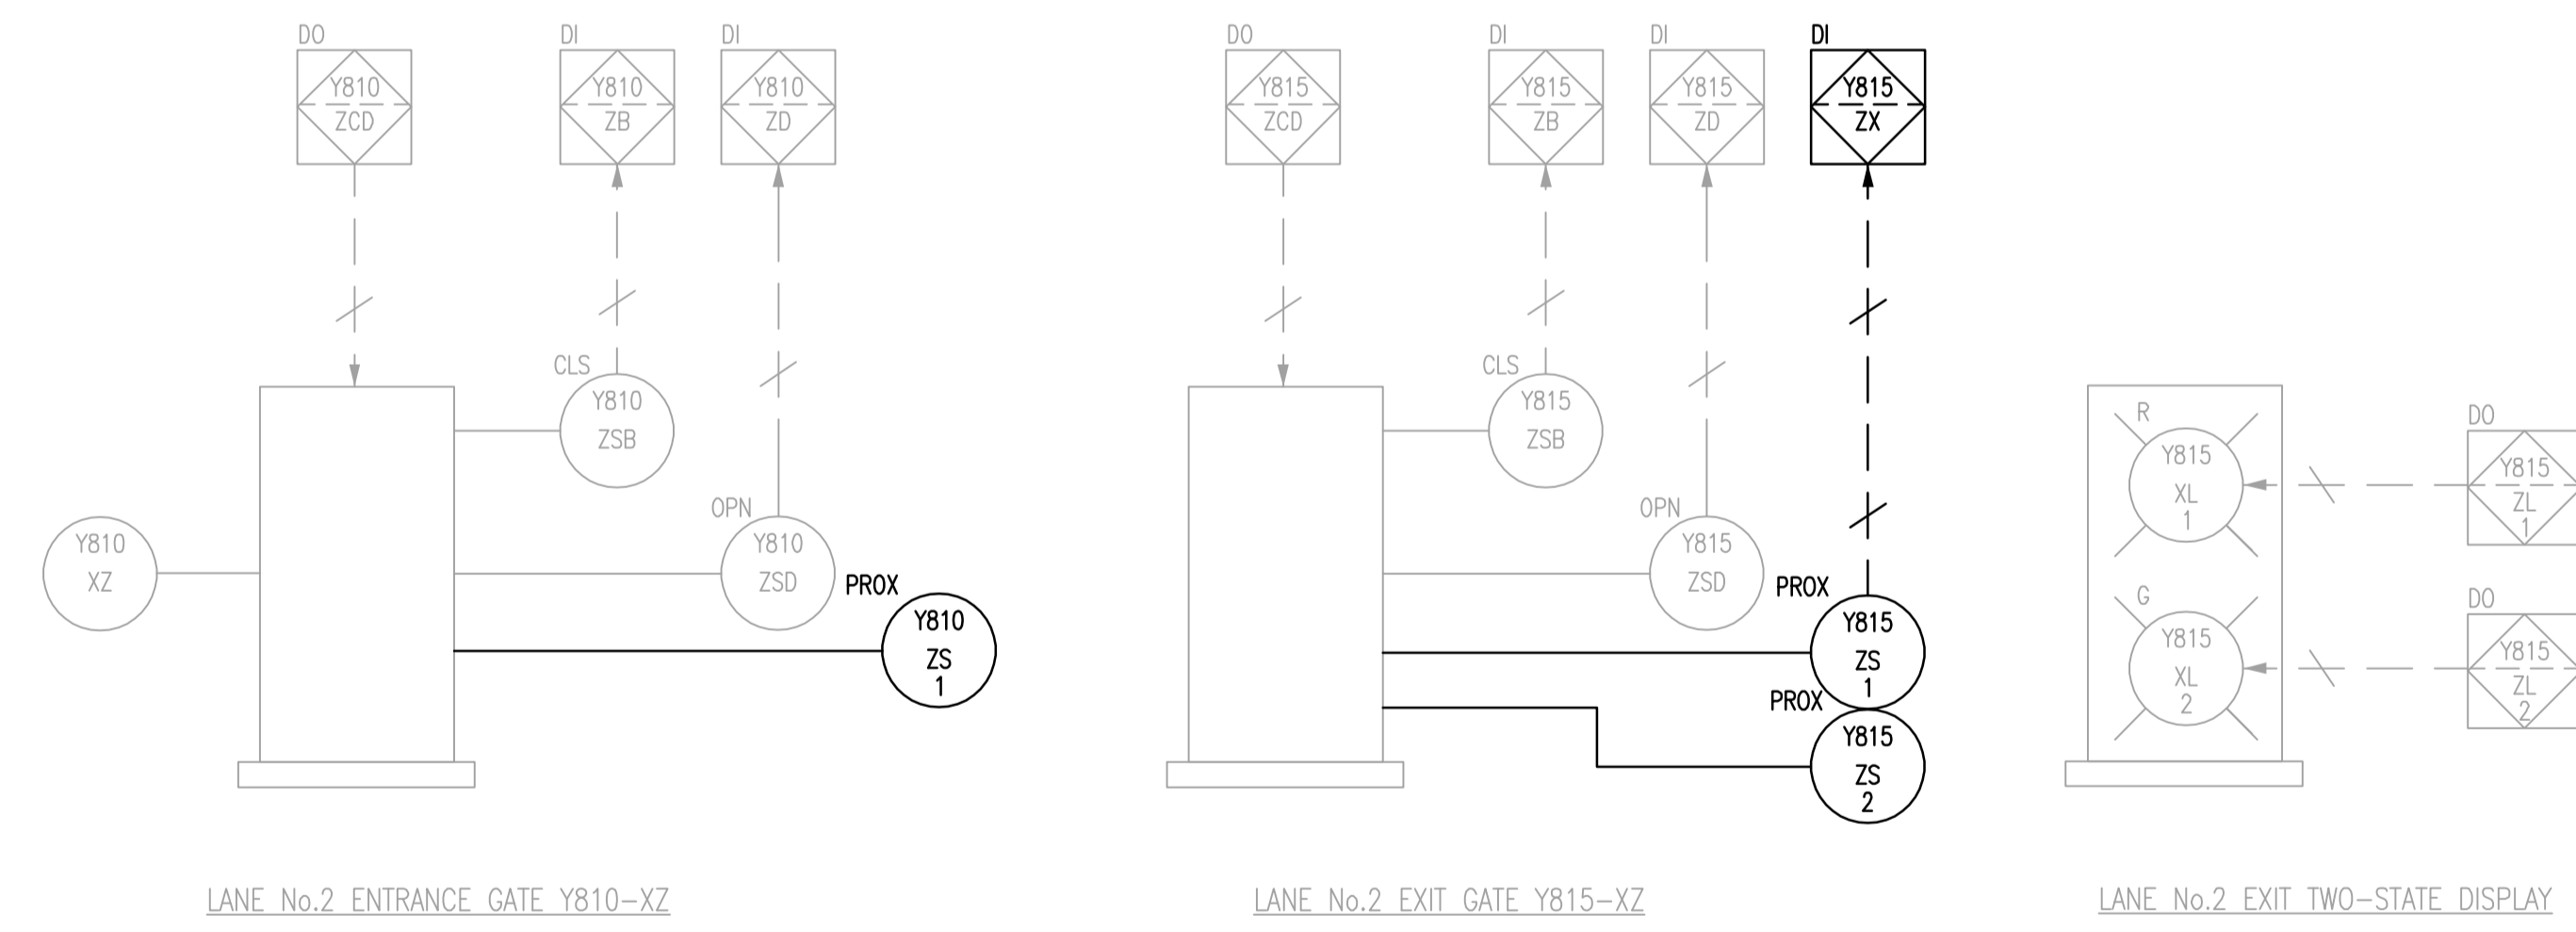 DO
Y810
ZCD
DI
Y810
ZB
DI
Y810
ZD
CLS
Y810
ZSB
OPN
Y810
ZSD
Y810
XZ
PROX
Y810
ZS
1
LANE No.2 ENTRANCE GATE Y810-XZ
DO
Y815
ZCD
DI
Y815
ZB
DI
Y815
ZD
DI
Y815
ZX
CLS
Y815
ZSB
OPN
Y815
ZSD
PROX
Y815
ZS
1
PROX
Y815
ZS
2
LANE No.2 EXIT GATE Y815-XZ
R
Y815
XL
1
DO
Y815
ZL
1
G
Y815
XL
2
DO
Y815
ZL
2
LANE No.2 EXIT TWO-STATE DISPLAY